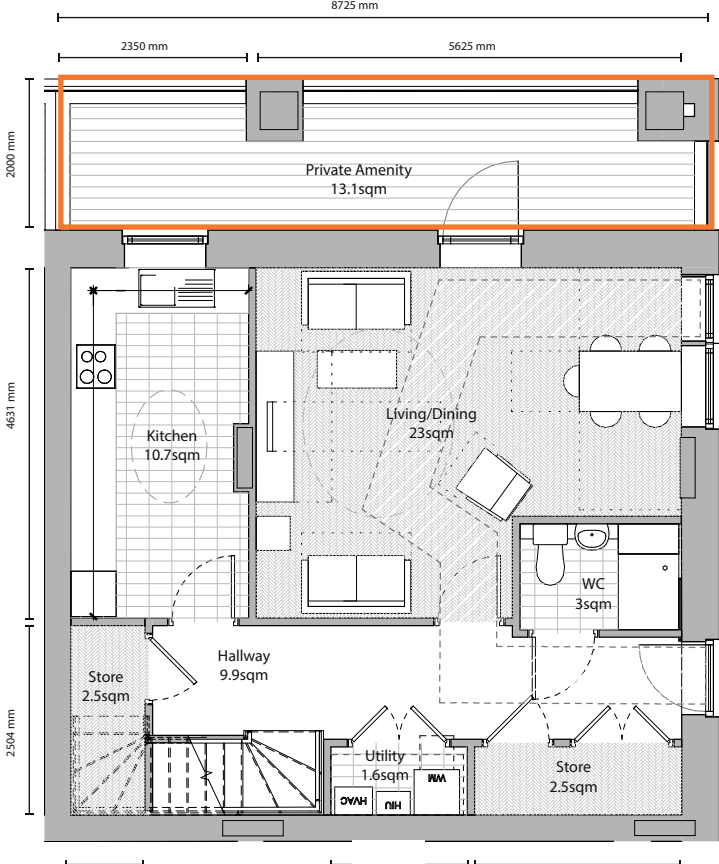 8725 mm
2350 mm
5625 mm
2000 mm
Private Amenity
13.1sqm
4631 mm
Kitchen
10.7sqm
Living/Dining
23sqm
WC
3sqm
Hallway
9.9sqm
Store
2.5sqm
2504 mm
Utility
1.6sqm
HVAC
HIU
WM
Store
2.5sqm